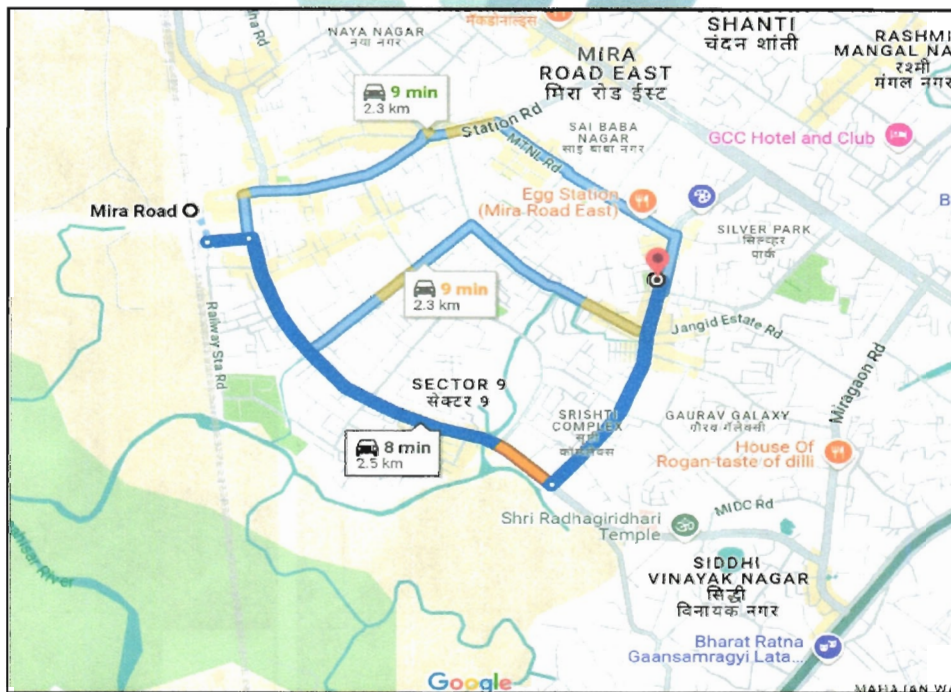 मॅकडोनाल्ड्स
NAYA NAGAR
नया नगर
SHANTI
चंदन शांती
RASHMI
MANGAL NA
रश्मी
मंगल नग
MIRA
ROAD EAST
मिरा रोड ईस्ट
9 min
2.3 km
Station Rd
MTNL Rd
SAI BABA
NAGAR
साई बाबा नगर
GCC Hotel and Club
Egg Station
(Mira Road East)
B
Mira Road
SILVER PARK
सिल्व्हर
पार्क
9 min
2.3 km
Railway Sta Rd
Jangid Estate Rd
SECTOR 9
सेक्टर 9
8 min
2.5 km
SRISHTI
COMPLEX
GAURAV GALAXY
गौरव गॅलेक्सी
Miragaon Rd
House Of
Rogan-taste of dilli
Shri Radhagiridhari
Temple
MIDC Rd
River
SIDDHI
VINAYAK NAGAR
सिद्धी
विनायक नगर
Bharat Ratna
Gaansamragyi Lata...
Google